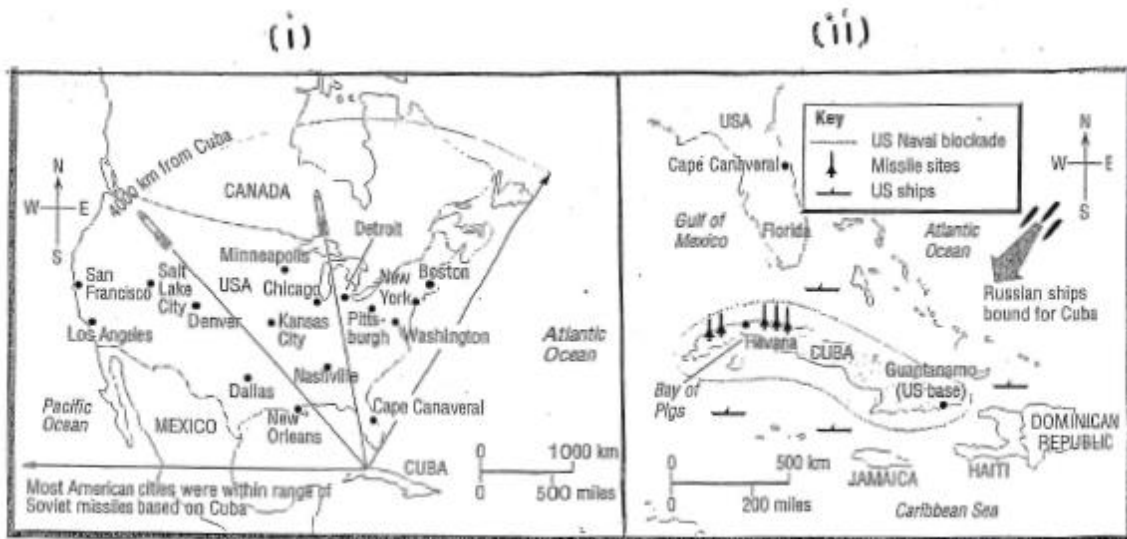 (i)
4000 km from Cuba
N
W
E
S
CANADA
Detroit
Minneapolis
USA
Chicago
San
Francisco
Salt
Lake
City
Denver
Kansas
City
New
York
Boston
Pitts-
burgh
Washington
Los Angeles
Atlantic
Ocean
Nashville
Dallas
Pacific
Ocean
MEXICO
New
Orleans
Cape Canaveral
CUBA
0 1000 km
0 500 miles
Most American cities were within range of
Soviet missiles based on Cuba
(ii)
USA
Cape Canaveral
Key
US Naval blockade
Missile sites
US ships
N
W
E
S
Gulf of
Mexico
Florida
Atlantic
Ocean
Russian ships
bound for Cuba
Havana
CUBA
Bay of
Pigs
Guaptanamo
(US base)
DOMINICAN
REPUBLIC
HAITI
JAMAICA
0 500 km
0 200 miles
Caribbean Sea